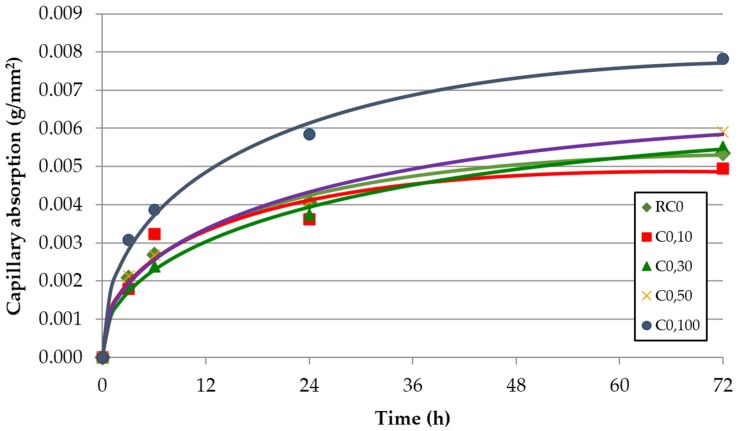 Capillary absorption (g/mm²)
0.009
0.008
0.007
0.006
0.005
0.004
0.003
0.002
0.001
0.000
RC0
C0,10
C0,30
C0,50
C0,100
0 12 24 36 48 60 72
Time (h)